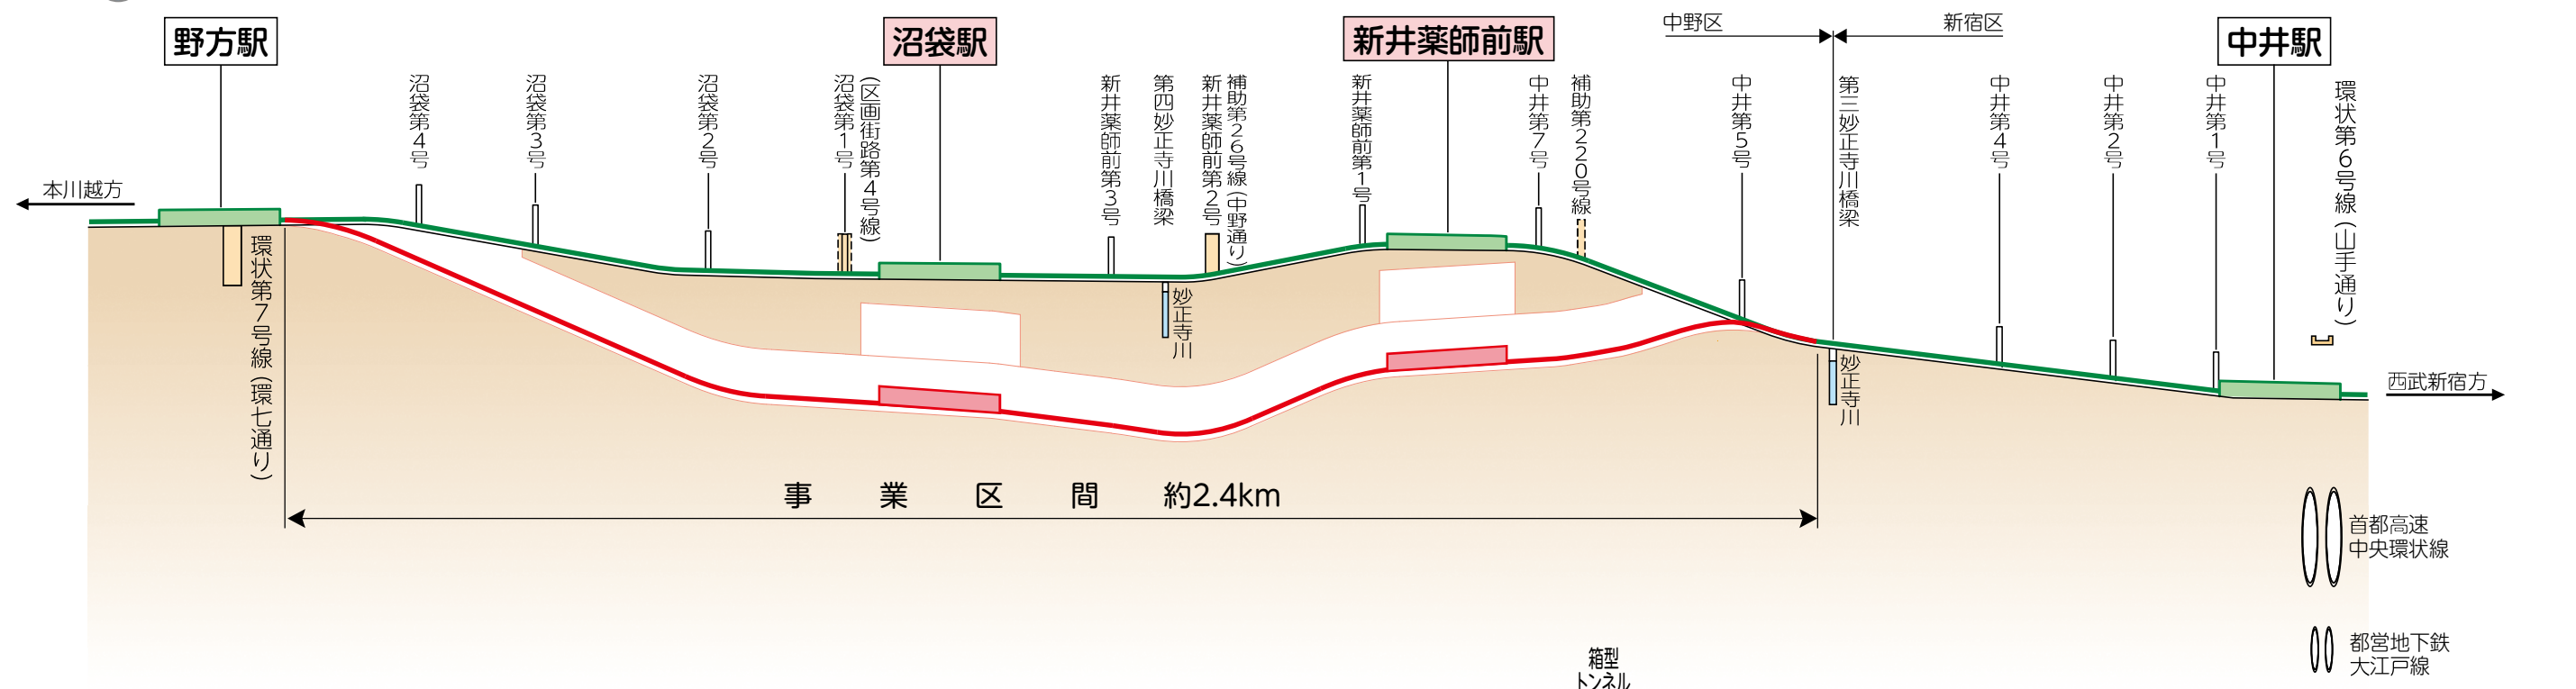 野方駅
沼袋駅
新井薬師前駅
中野区
新宿区
中井駅
本川越方
沼袋第4号
沼袋第3号
沼袋第2号
沼袋第1号
(区画街路第4号線)
新井薬師前第3号
第四妙正寺川橋梁
新井薬師前第2号
補助第26号線(中野通り)
新井薬師前第1号
中井第7号
補助第220号線
中井第5号
第三妙正寺川橋梁
中井第4号
中井第2号
中井第1号
環状第6号線(山手通り)
環状第7号線(環七通り)
妙正寺川
妙正寺川
西武新宿方
事業区間 約2.4km
首都高速
中央環状線
都営地下鉄
大江戸線
箱型
トンネル